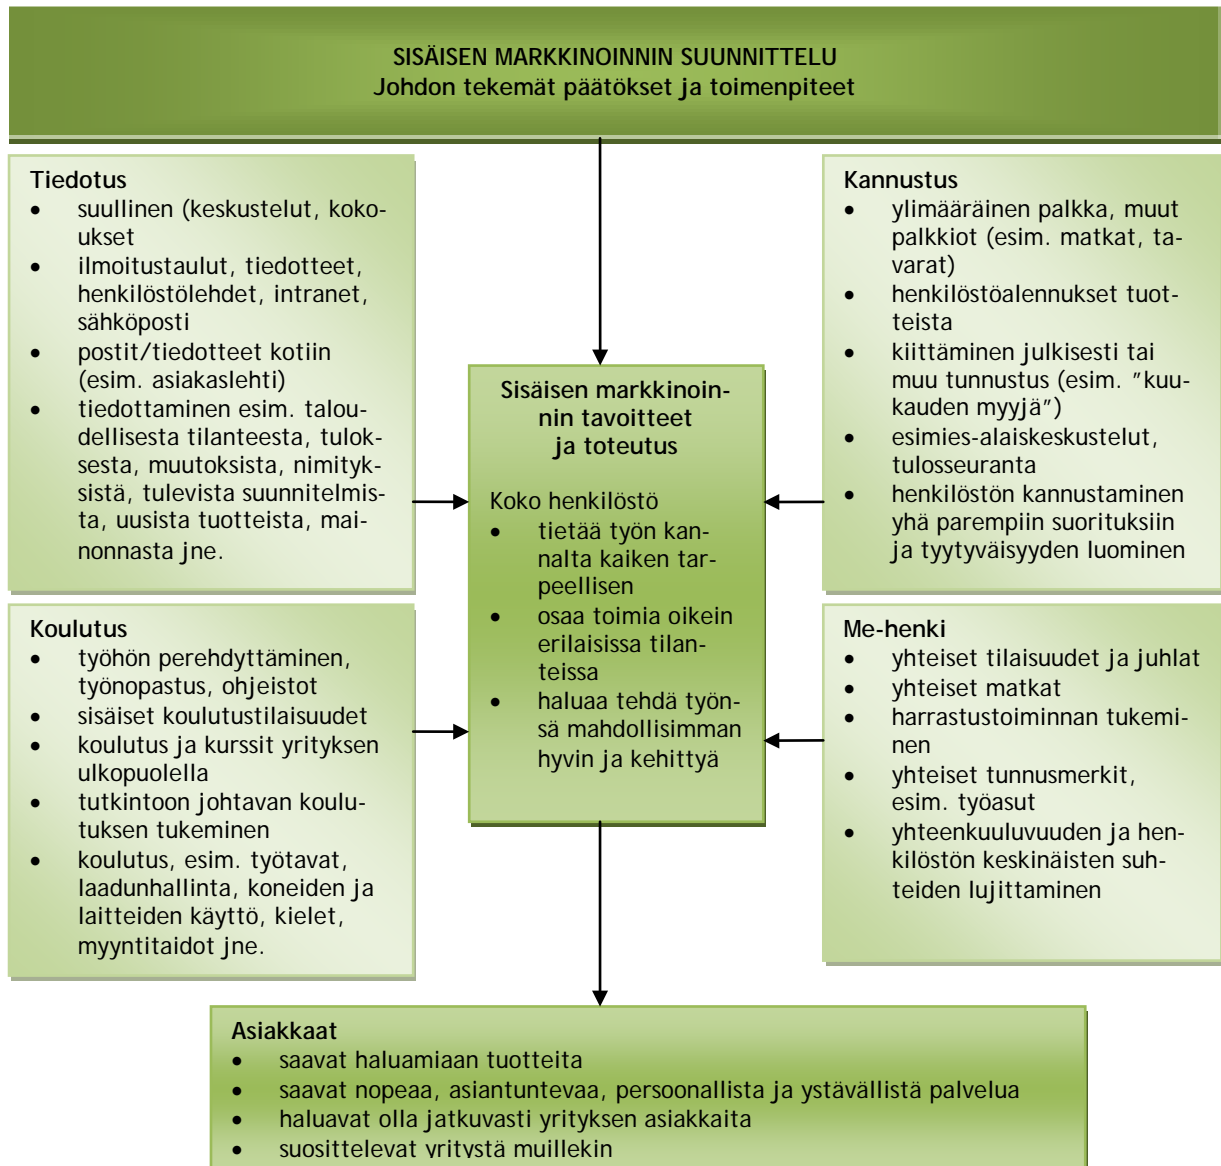 SISÄISEN MARKKINOINNIN SUUNNITTELU
Johdon tekemät päätökset ja toimenpiteet
Tiedotus
• suullinen (keskustelut, koko-
ukset
• ilmoitustaulut, tiedotteet,
henkilöstölehdet, intranet,
sähköposti
• postit/tiedotteet kotiin
(esim. asiakaslehti)
• tiedottaminen esim. talou-
dellisesta tilanteesta, tulok-
sesta, muutoksista, nimityk-
sistä, tulevista suunnitelmis-
ta, uusista tuotteista, mai-
nonnasta jne.
Kannustus
• ylimääräinen palkka, muut
palkkiot (esim. matkat, ta-
varat)
• henkilöstöalennukset tuot-
teista
• kiittäminen julkisesti tai
muu tunnustus (esim. "kuu-
kauden myyjä")
• esimies-alaiskeskustelut,
tulosseuranta
• henkilöstön kannustaminen
yhä parempiin suorituksiin
ja tyytyväisyyden luominen
Sisäisen markkinoin-
nin tavoitteet
ja toteutus
Koko henkilöstö
• tietää työn kan-
nalta kaiken tar-
peellisen
• osaa toimia oikein
erilaisissa tilan-
teissa
• haluaa tehdä työn-
sä mahdollisimman
hyvin ja kehittyä
Koulutus
• työhön perehdyttäminen,
työnopastus, ohjeistot
• sisäiset koulutustilaisuudet
• koulutus ja kurssit yrityksen
ulkopuolella
• tutkintoon johtavan koulu-
tuksen tukeminen
• koulutus, esim. työtavat,
laadunhallinta, koneiden ja
laitteiden käyttö, kielet,
myyntitaidot jne.
Me-henki
• yhteiset tilaisuudet ja juhlat
• yhteiset matkat
• harrastustoiminnan tukemi-
nen
• yhteiset tunnusmerkit,
esim. työasut
• yhteenkuuluvuuden ja hen-
kilöstön keskinäisten suh-
teiden lujittaminen
Asiakkaat
• saavat haluamiaan tuotteita
• saavat nopeaa, asiantuntevaa, persoonallista ja ystävällistä palvelua
• haluavat olla jatkuvasti yrityksen asiakkaita
• suosittelevat yritystä muillekin